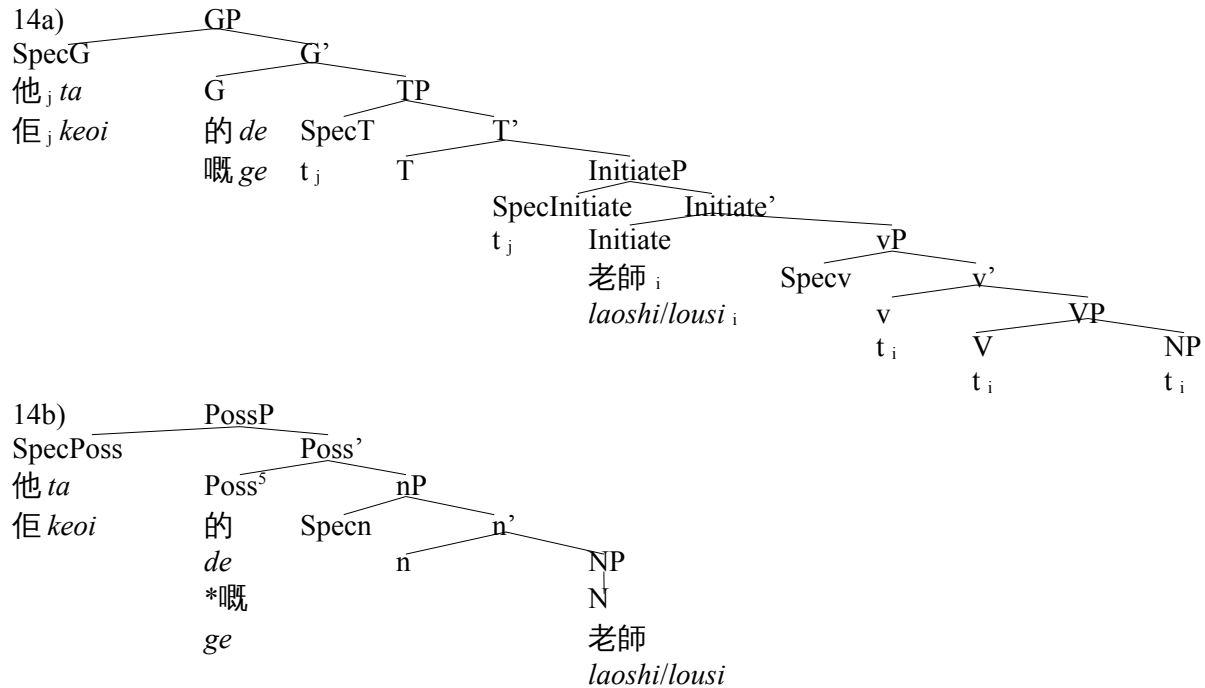 14a) GP
SpecG G’
他 j ta G TP
佢 j keoi 的 de SpecT T’
嘅 ge t j T InitiateP
SpecInitiate Initiate’
t j Initiate vP
老師 i Specv v’
laoshi/lousi i v VP
t i V NP
t i t i
14b) PossP
SpecPoss Poss’
他 ta Poss5 nP
佢 keoi 的 Specn n’
de n NP
*嘅 N
ge 老師
laoshi/lousi